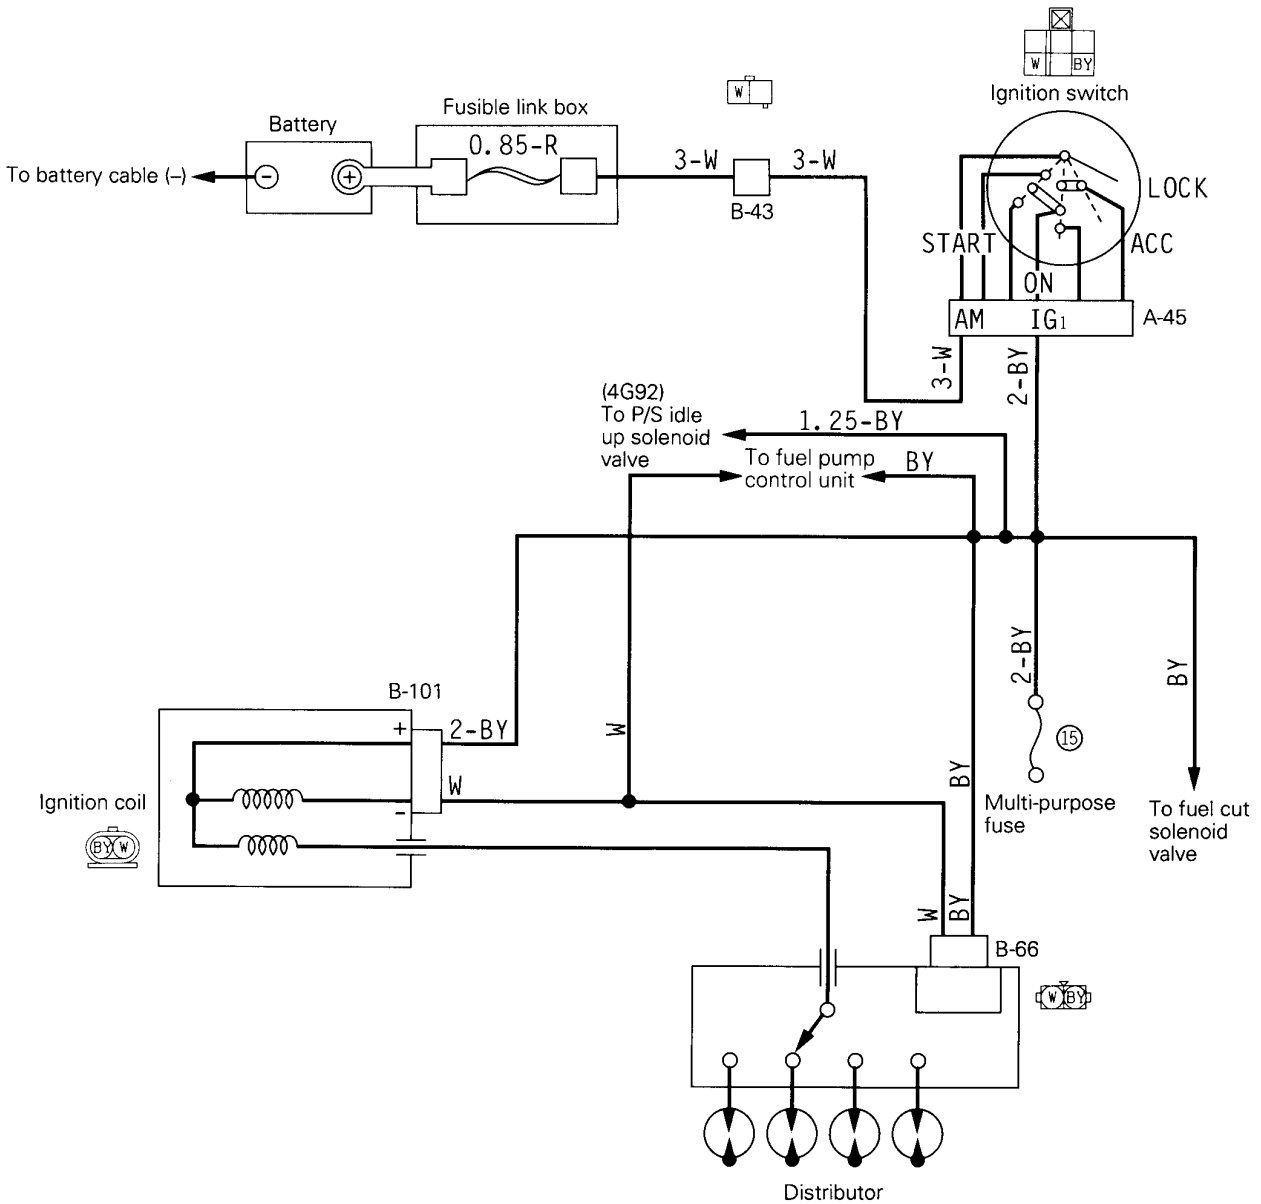 W BY
Ignition switch
W
Fusible link box
Battery
0.85-R
3-W
3-W
To battery cable (–)
B-43
LOCK
START
ACC
ON
AM
IG1
A-45
3-W
2-BY
(4G92)
To P/S idle
up solenoid
valve
1.25-BY
To fuel pump
control unit
BY
2-BY
BY
B-101
+
2-BY
W
15
W
BY
Ignition coil
-
BY W
Multi-purpose
fuse
To fuel cut
solenoid
valve
W
BY
B-66
W BY
Distributor